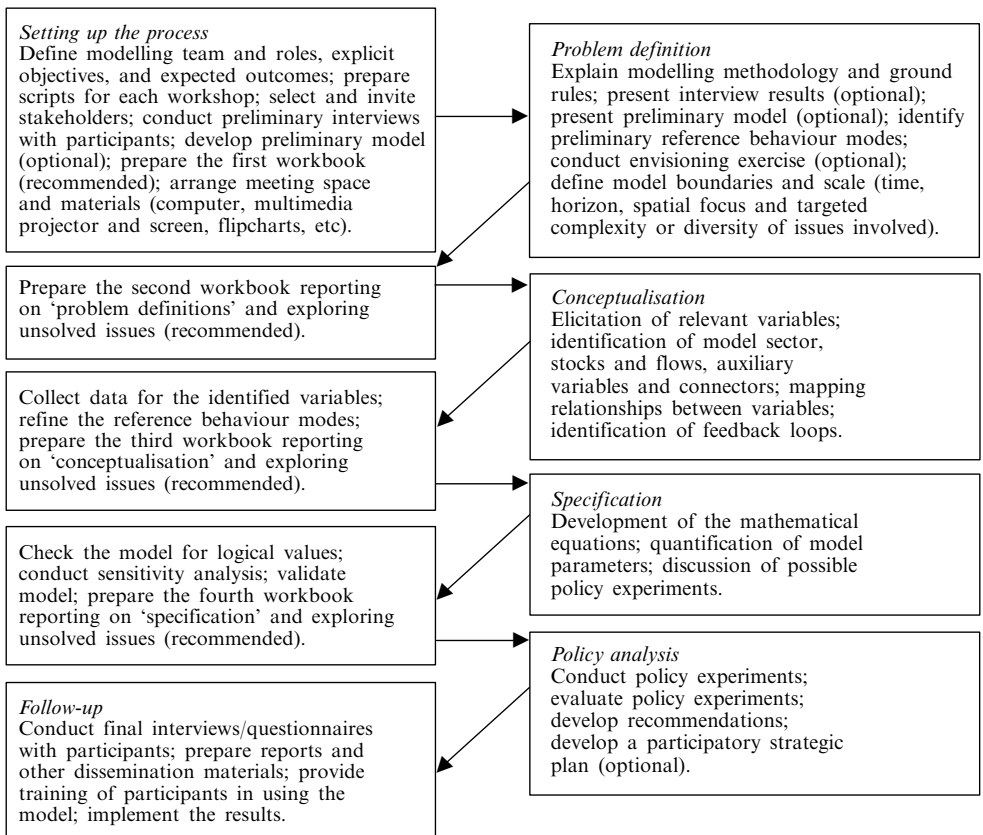 Setting up the process
Define modelling team and roles, explicit
objectives, and expected outcomes; prepare
scripts for each workshop; select and invite
stakeholders; conduct preliminary interviews
with participants; develop preliminary model
(optional); prepare the first workbook
(recommended); arrange meeting space
and materials (computer, multimedia
projector and screen, flipcharts, etc).
Problem definition
Explain modelling methodology and ground
rules; present interview results (optional);
present preliminary model (optional); identify
preliminary reference behaviour modes;
conduct envisioning exercise (optional);
define model boundaries and scale (time,
horizon, spatial focus and targeted
complexity or diversity of issues involved).
Prepare the second workbook reporting
on ‘problem definitions’ and exploring
unsolved issues (recommended).
Conceptualisation
Elicitation of relevant variables;
identification of model sector,
stocks and flows, auxiliary
variables and connectors; mapping
relationships between variables;
identification of feedback loops.
Collect data for the identified variables;
refine the reference behaviour modes;
prepare the third workbook reporting
on ‘conceptualisation’ and exploring
unsolved issues (recommended).
Specification
Development of the mathematical
equations; quantification of model
parameters; discussion of possible
policy experiments.
Check the model for logical values;
conduct sensitivity analysis; validate
model; prepare the fourth workbook
reporting on ‘specification’ and exploring
unsolved issues (recommended).
Policy analysis
Conduct policy experiments;
evaluate policy experiments;
develop recommendations;
develop a participatory strategic
plan (optional).
Follow-up
Conduct final interviews/questionnaires
with participants; prepare reports and
other dissemination materials; provide
training of participants in using the
model; implement the results.